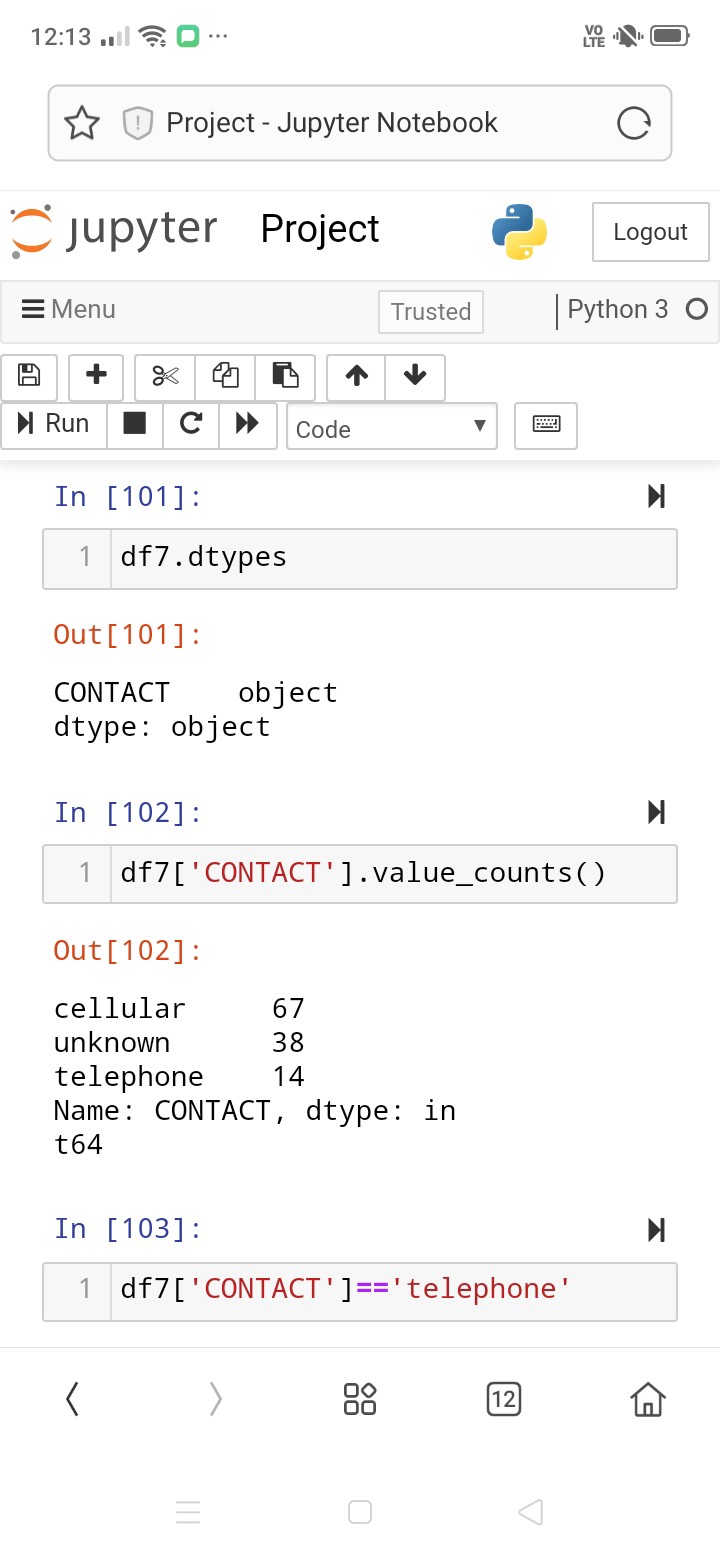 12:13 ... VO LTE
Project - Jupyter Notebook
jupyter Project Logout
Menu Trusted Python 3
Run Code
In [101]:
1 df7.dtypes
Out[101]:
CONTACT    object
dtype: object
In [102]:
1 df7['CONTACT'].value_counts()
Out[102]:
cellular     67
unknown      38
telephone    14
Name: CONTACT, dtype: in
t64
In [103]:
1 df7['CONTACT']=='telephone'
12